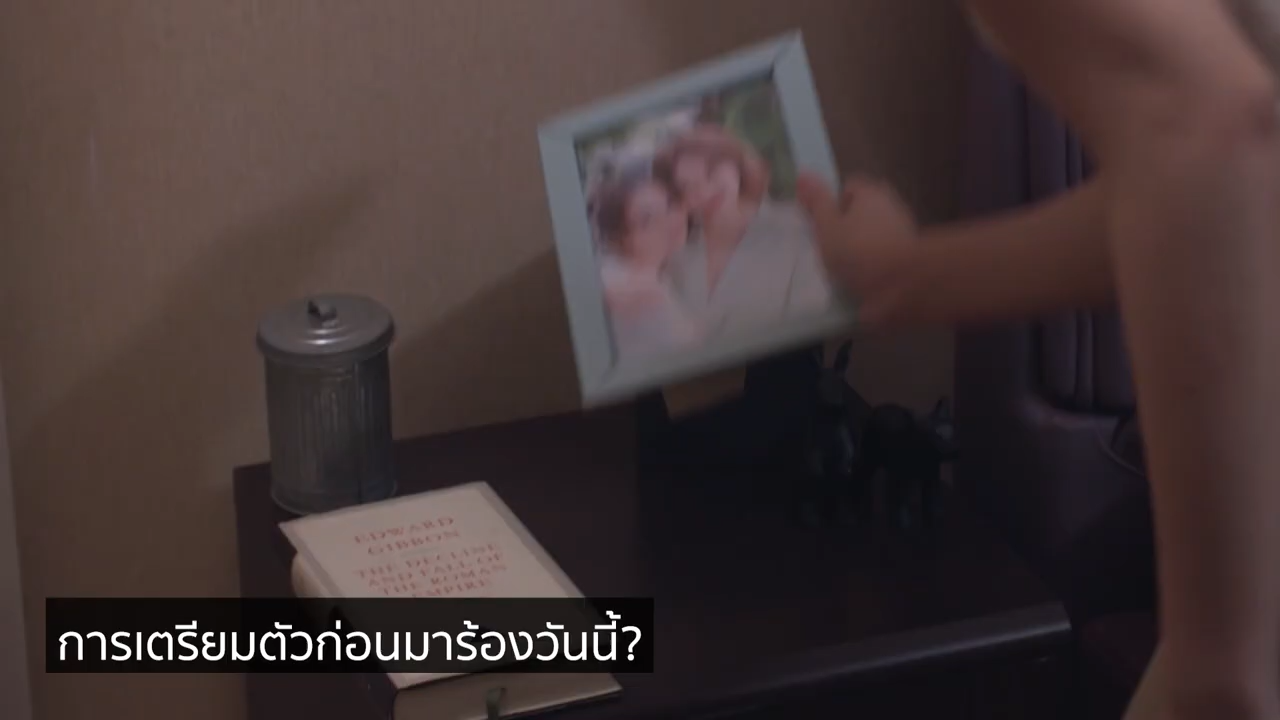 EDWARD
GIBBON
THE DECLINE
AND FALL OF
THE ROMAN
EMPIRE
การเตรียมตัวก่อนมาร้องวันนี้?